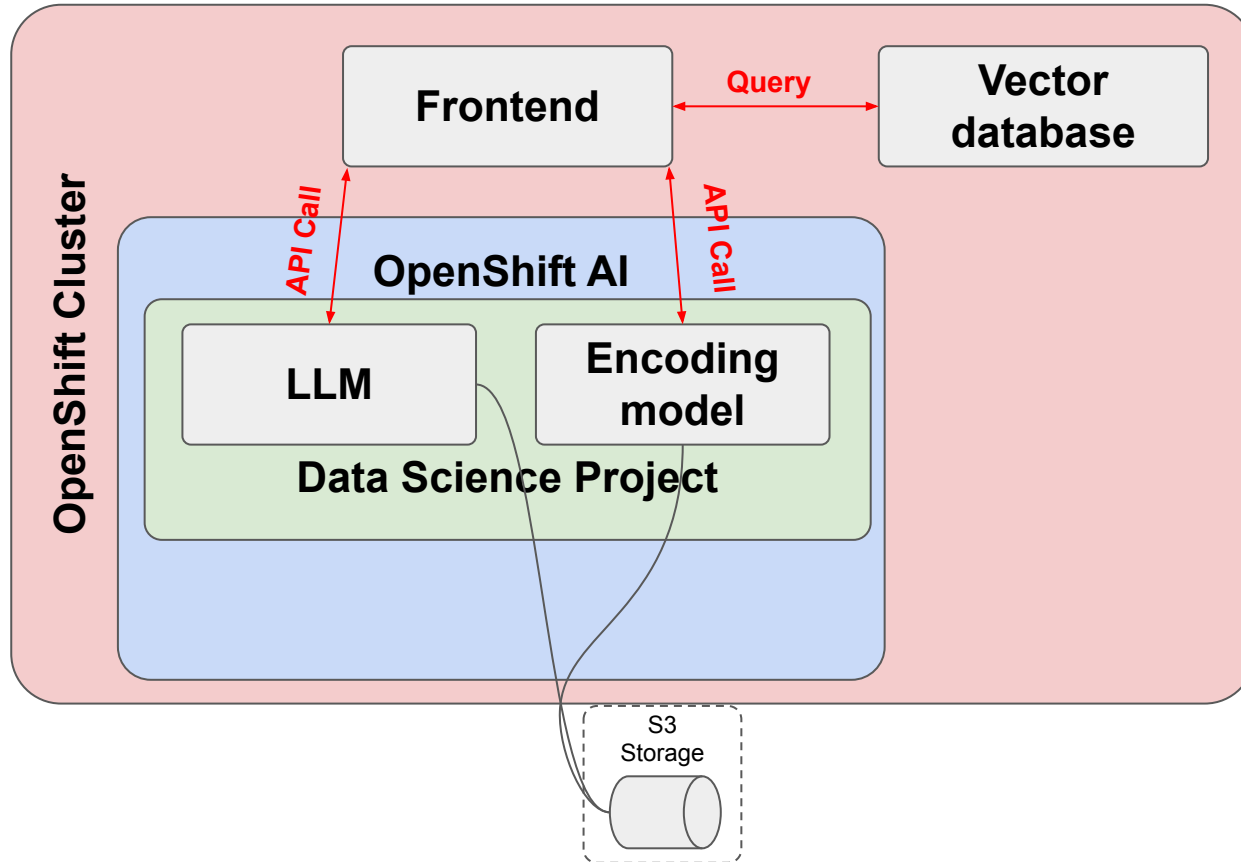 Frontend
Query
Vector
database
API Call
API Call
OpenShift Cluster
OpenShift AI
LLM
Encoding
model
Data Science Project
S3
Storage